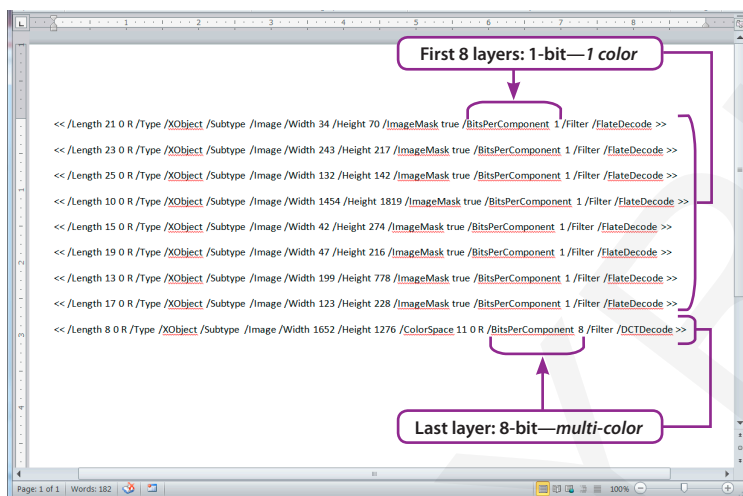 L 1 2 3 4 5 6 7 8
First 8 layers: 1-bit—1 color
<< /Length 21 0 R /Type /XObject /Subtype /Image /Width 34 /Height 70 /ImageMask true /BitsPerComponent 1 /Filter /FlateDecode >>
<< /Length 23 0 R /Type /XObject /Subtype /Image /Width 243 /Height 217 /ImageMask true /BitsPerComponent 1 /Filter /FlateDecode >>
<< /Length 25 0 R /Type /XObject /Subtype /Image /Width 132 /Height 142 /ImageMask true /BitsPerComponent 1 /Filter /FlateDecode >>
<< /Length 10 0 R /Type /XObject /Subtype /Image /Width 1454 /Height 1819 /ImageMask true /BitsPerComponent 1 /Filter /FlateDecode >>
<< /Length 15 0 R /Type /XObject /Subtype /Image /Width 42 /Height 274 /ImageMask true /BitsPerComponent 1 /Filter /FlateDecode >>
<< /Length 19 0 R /Type /XObject /Subtype /Image /Width 47 /Height 216 /ImageMask true /BitsPerComponent 1 /Filter /FlateDecode >>
<< /Length 13 0 R /Type /XObject /Subtype /Image /Width 199 /Height 778 /ImageMask true /BitsPerComponent 1 /Filter /FlateDecode >>
<< /Length 17 0 R /Type /XObject /Subtype /Image /Width 123 /Height 228 /ImageMask true /BitsPerComponent 1 /Filter /FlateDecode >>
<< /Length 8 0 R /Type /XObject /Subtype /Image /Width 1652 /Height 1276 /ColorSpace 11 0 R /BitsPerComponent 8 /Filter /DCTDecode >>
Last layer: 8-bit—multi-color
Page: 1 of 1 Words: 182 100%